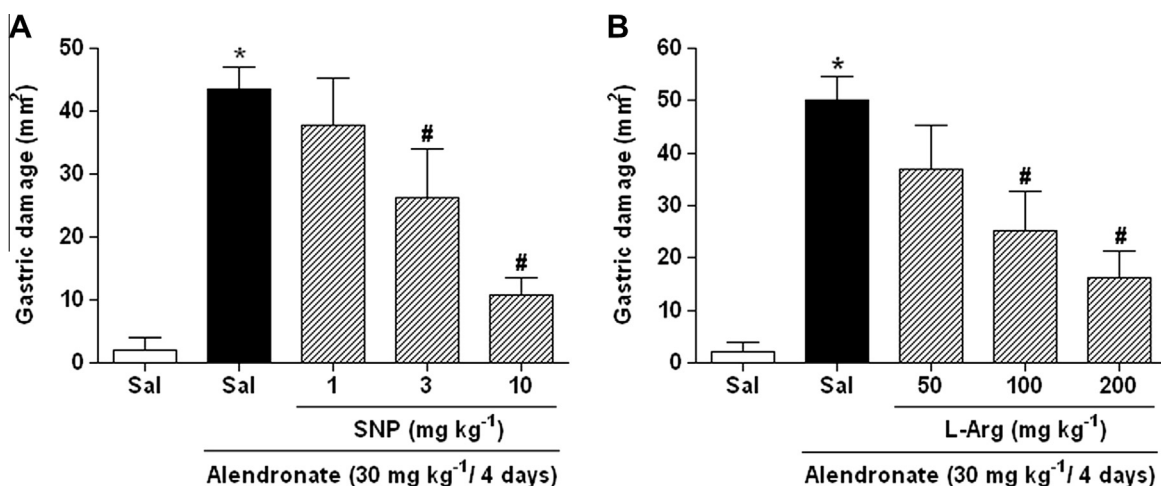 A
Gastric damage (mm²)
50
40
30
20
10
0
*
#
#
Sal Sal 1 3 10
SNP (mg kg⁻¹)
Alendronate (30 mg kg⁻¹/ 4 days)
B
Gastric damage (mm²)
60
50
40
30
20
10
0
*
#
#
Sal Sal 50 100 200
L-Arg (mg kg⁻¹)
Alendronate (30 mg kg⁻¹/ 4 days)